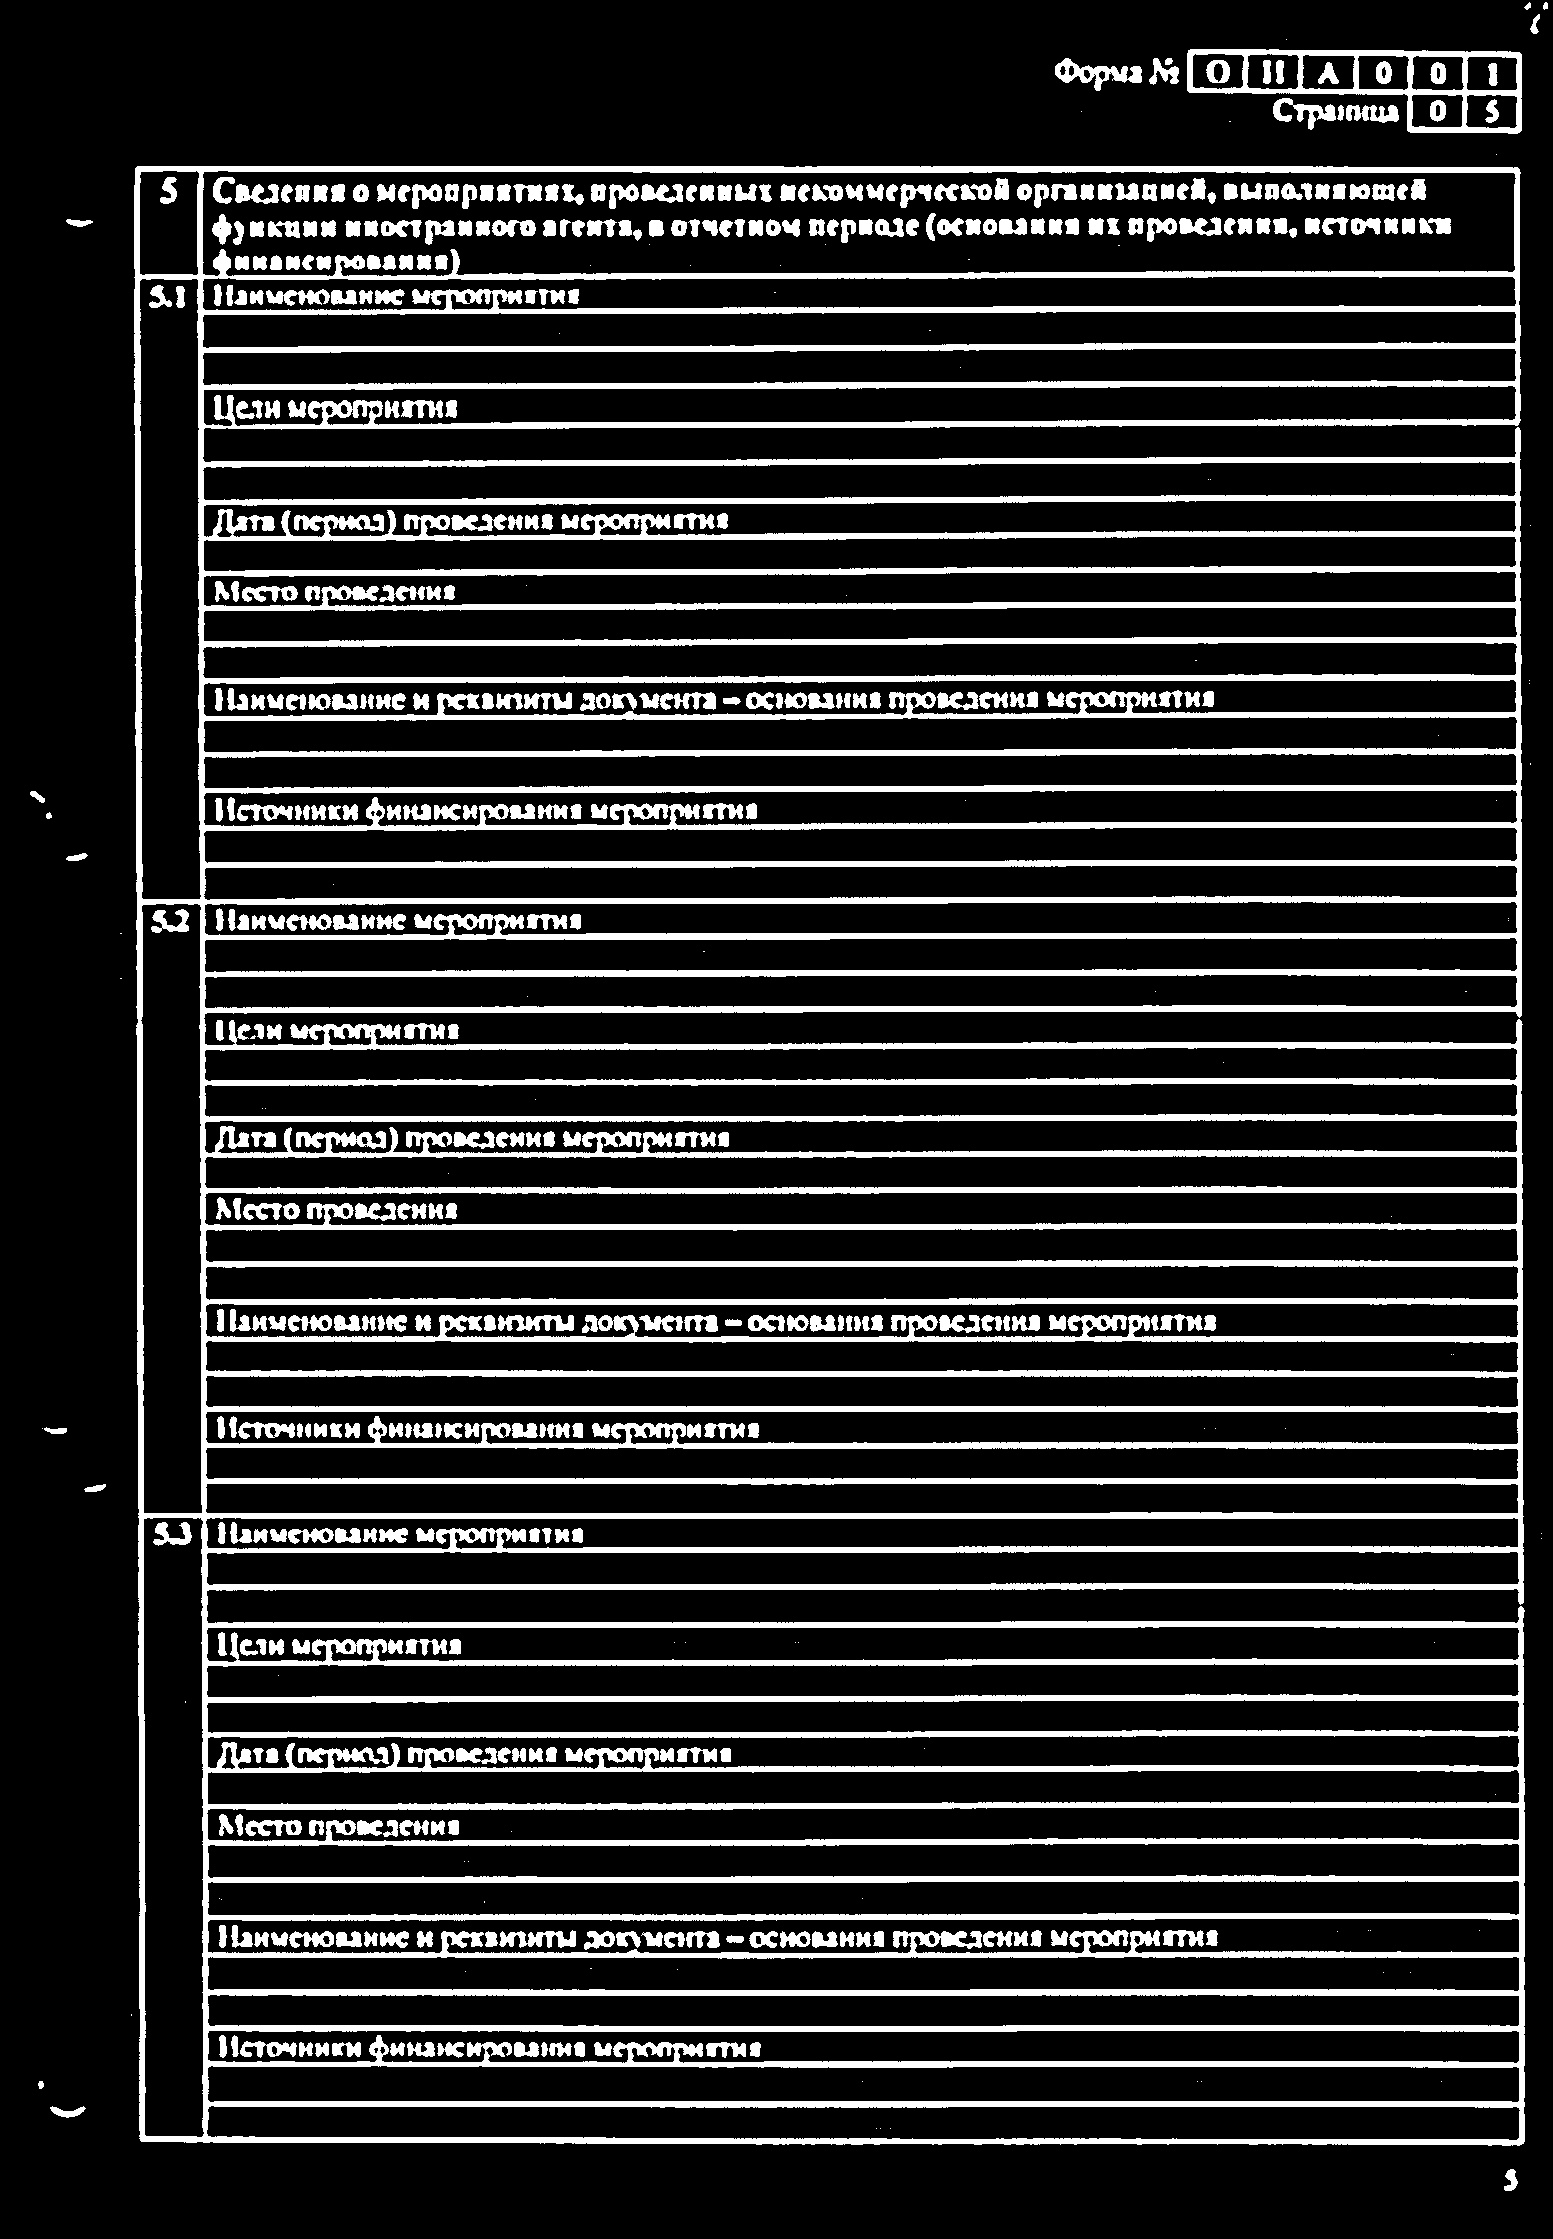 Форма № О Н А 0 0 1
Страница 0 5
5 Сведения о мероприятиях, проведенных некоммерческой организацией, выполняющей
функции иностранного агента, в отчетном периоде (основания их проведения, источники
финансирования)
5.1 Наименование мероприятия
Цели мероприятия
Дата (период) проведения мероприятия
Место проведения
Наименование и реквизиты документа – основания проведения мероприятия
Источники финансирования мероприятия
5.2 Наименование мероприятия
Цели мероприятия
Дата (период) проведения мероприятия
Место проведения
Наименование и реквизиты документа – основания проведения мероприятия
Источники финансирования мероприятия
5.3 Наименование мероприятия
Цели мероприятия
Дата (период) проведения мероприятия
Место проведения
Наименование и реквизиты документа – основания проведения мероприятия
Источники финансирования мероприятия
5